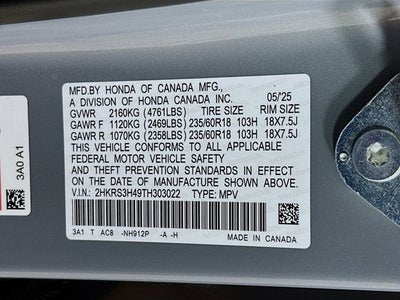 MFD.BY HONDA OF CANADA MFG.,
A DIVISION OF HONDA CANADA INC. 05/25
GVWR 2160KG (4761LBS) TIRE SIZE RIM SIZE
GAWR F 1120KG (2469LBS) 235/60R18 103H 18X7.5J
GAWR R 1070KG (2358LBS) 235/60R18 103H 18X7.5J
THIS VEHICLE CONFORMS TO ALL APPLICABLE
FEDERAL MOTOR VEHICLE SAFETY
AND THEFT PREVENTION STANDARDS IN EFFECT ON THE
DATE OF MANUFACTURE SHOWN ABOVE.
V.I.N.: 2HKRS3H49TH303022 TYPE: MPV
3A1 T AC8 -NH912P -A -H MADE IN CANADA
3A0 A1